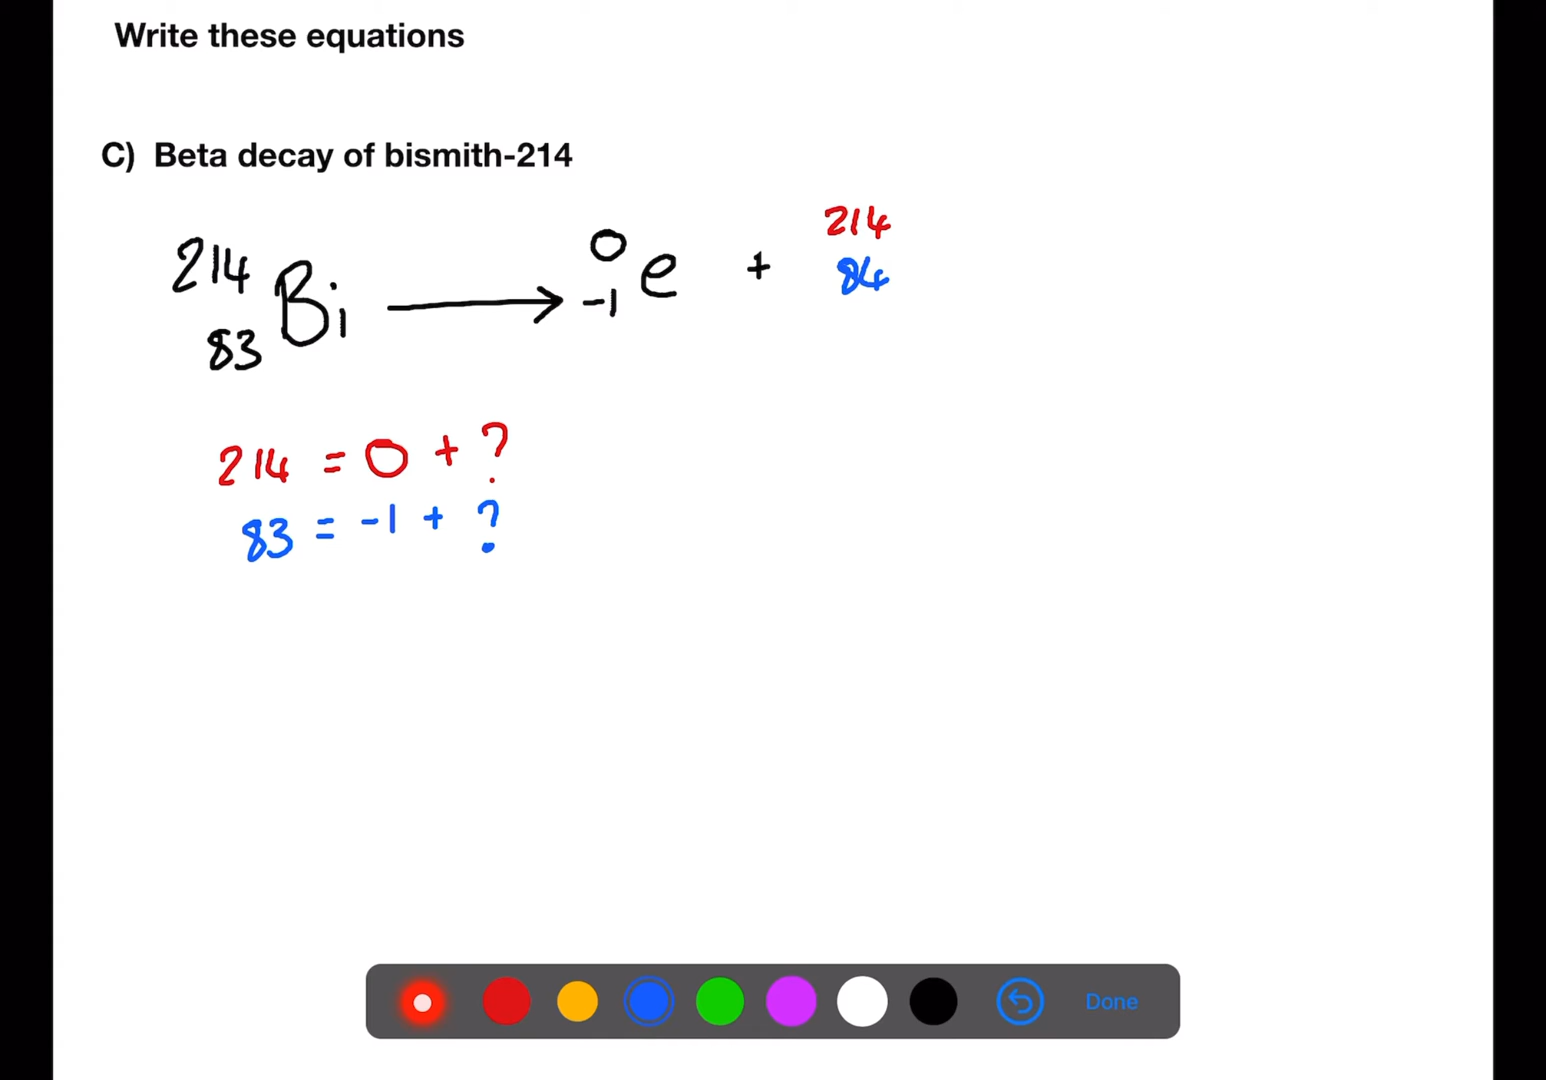 Write these equations
C) Beta decay of bismith-214
214 83 Bi ⟶ 0 -1 e + 214 84
214 = 0 + ?
83 = -1 + ?
Done